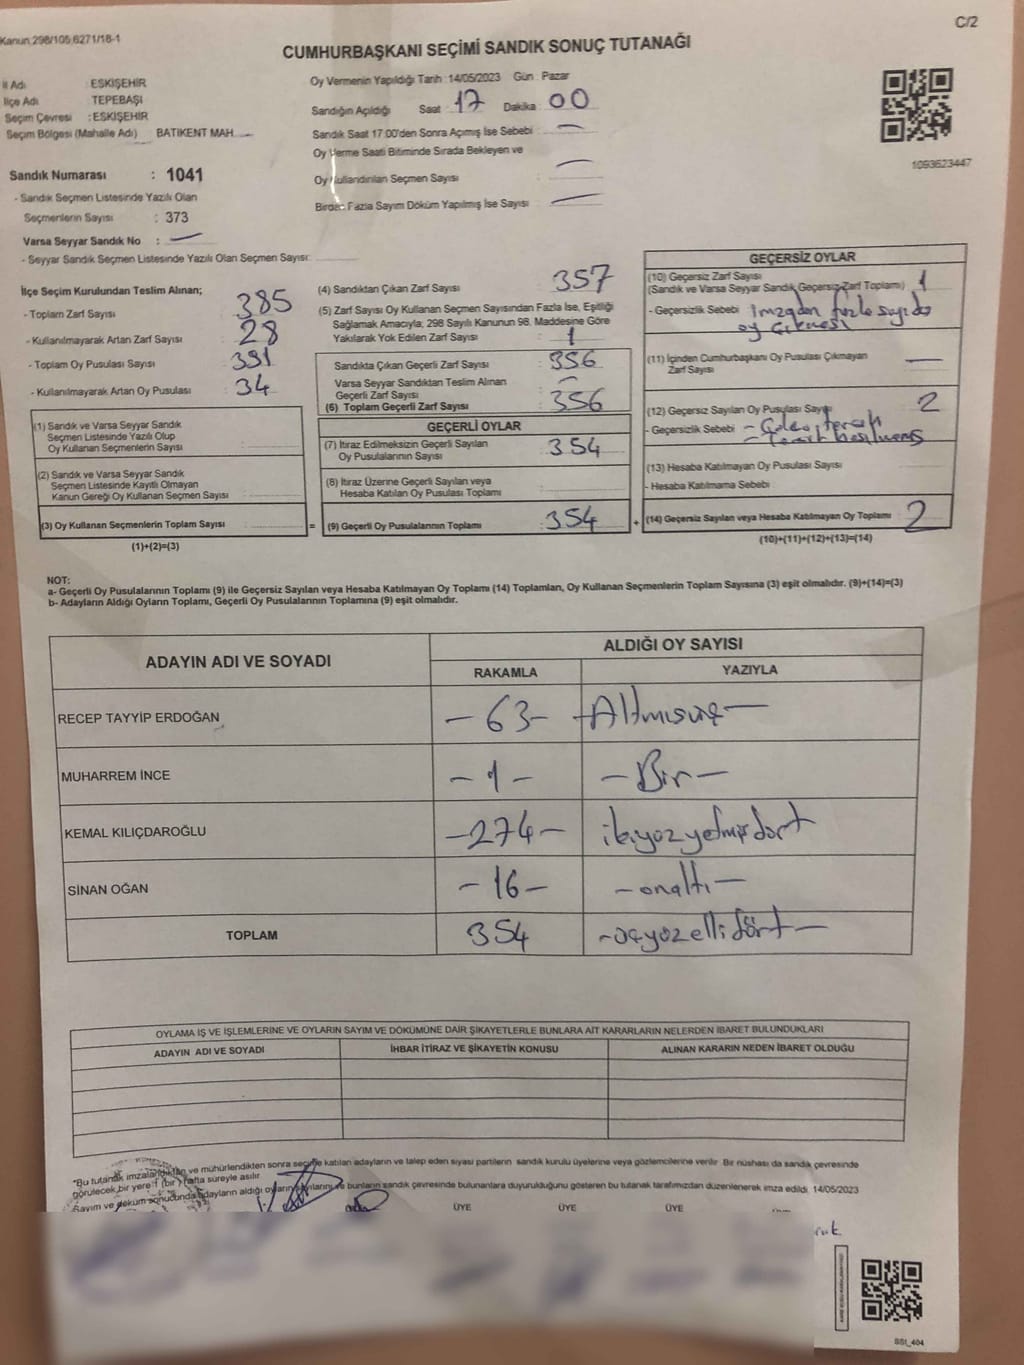 Kanun 298/105,6271/18-1
C/2
CUMHURBAŞKANI SEÇİMİ SANDIK SONUÇ TUTANAĞI
İl Adı : ESKİŞEHİR
İlçe Adı : TEPEBAŞI
Seçim Çevresi : ESKİŞEHİR
Seçim Bölgesi (Mahalle Adı) BATIKENT MAH.
Sandık Numarası : 1041
- Sandık Seçmen Listesinde Yazılı Olan
Seçmenlerin Sayısı : 373
Varsa Seyyar Sandık No : —
- Seyyar Sandık Seçmen Listesinde Yazılı Olan Seçmen Sayısı:
Oy Vermenin Yapıldığı Tarih :14/05/2023 Gün : Pazar
Sandığın Açıldığı Saat 17 Dakika 00
Sandık Saat 17:00'den Sonra Açımış İse Sebebi : —
Oy Verme Saati Bitiminde Sırada Bekleyen ve
Oy Kullandırılan Seçmen Sayısı : —
Birden Fazla Sayım Döküm Yapılmış İse Sayısı : —
1093623447
İlçe Seçim Kurulundan Teslim Alınan;
- Toplam Zarf Sayısı : 385
- Kullanılmayarak Artan Zarf Sayısı : 28
- Toplam Oy Pusulası Sayısı : 391
- Kullanılmayarak Artan Oy Pusulası : 34
(1) Sandık ve Varsa Seyyar Sandık
Seçmen Listesinde Yazılı Olup
Oy Kullanan Seçmenlerin Sayısı :
(2) Sandık ve Varsa Seyyar Sandık
Seçmen Listesinde Kayıtlı Olmayan
Kanun Gereği Oy Kullanan Seçmen Sayısı :
(3) Oy Kullanan Seçmenlerin Toplam Sayısı :
(1)+(2)=(3)
(4) Sandıktan Çıkan Zarf Sayısı : 357
(5) Zarf Sayısı Oy Kullanan Seçmen Sayısından Fazla İse, Eşitliği
Sağlamak Amacıyla; 298 Sayılı Kanunun 98. Maddesine Göre
Yakılarak Yok Edilen Zarf Sayısı : 1
Sandıkta Çıkan Geçerli Zarf Sayısı : 356
Varsa Seyyar Sandıktan Teslim Alınan
Geçerli Zarf Sayısı : —
(6) Toplam Geçerli Zarf Sayısı : 356
GEÇERLİ OYLAR
(7) İtiraz Edilmeksizin Geçerli Sayılan
Oy Pusulalarının Sayısı : 354
(8) İtiraz Üzerine Geçerli Sayılan veya
Hesaba Katılan Oy Pusulası Toplamı :
= (9) Geçerli Oy Pusulalarının Toplamı : 354
GEÇERSİZ OYLAR
(10) Geçersiz Zarf Sayısı
(Sandık ve Varsa Seyyar Sandık Geçersiz Zarf Toplamı) : 1
- Geçersizlik Sebebi : imzadan fazla sayıda
oy çıkması
(11) İçinden Cumhurbaşkanı Oy Pusulası Çıkmayan
Zarf Sayısı : —
(12) Geçersiz Sayılan Oy Pusulası Sayısı : 2
- Geçersizlik Sebebi :
(13) Hesaba Katılmayan Oy Pusulası Sayısı :
- Hesaba Katılmama Sebebi :
+ (14) Geçersiz Sayılan veya Hesaba Katılmayan Oy Toplamı : 2
(10)+(11)+(12)+(13)=(14)
NOT:
a- Geçerli Oy Pusulalarının Toplamı (9) ile Geçersiz Sayılan veya Hesaba Katılmayan Oy Toplamı (14) Toplamları, Oy Kullanan Seçmenlerin Toplam Sayısına (3) eşit olmalıdır. (9)+(14)=(3)
b- Adayların Aldığı Oyların Toplamı, Geçerli Oy Pusulalarının Toplamına (9) eşit olmalıdır.
ADAYIN ADI VE SOYADI
ALDIĞI OY SAYISI
RAKAMLA YAZIYLA
RECEP TAYYİP ERDOĞAN -63- -Altmışüç-
MUHARREM İNCE -1- -Bir-
KEMAL KILIÇDAROĞLU -274- ikiyüzyetmişdört
SİNAN OĞAN -16- -onaltı-
TOPLAM 354 -üçyüzellidört-
OYLAMA İŞ VE İŞLEMLERİNE VE OYLARIN SAYIM VE DÖKÜMÜNE DAİR ŞİKAYETLERLE BUNLARA AİT KARARLARIN NELERDEN İBARET BULUNDUKLARI
ADAYIN ADI VE SOYADI İHBAR İTİRAZ VE ŞİKAYETİN KONUSU ALINAN KARARIN NEDEN İBARET OLDUĞU
"Bu tutanak imzalandıktan ve mühürlendikten sonra seçime katılan adayların ve talep eden siyasi partilerin sandık kurulu üyelerine veya gözlemcilerine verilir. Bir nüshası da sandık çevresinde
görülecek bir yere 1 (bir) hafta süreyle asılır.
Sayım ve döküm sonucunda adayların aldığı oyların sayılarını ve bunların sandık çevresinde bulunanlara duyurulduğunu gösteren bu tutanak tarafımızdan düzenlenerek imza edildi. 14/05/2023
ÜYE ÜYE ÜYE
SS1_404